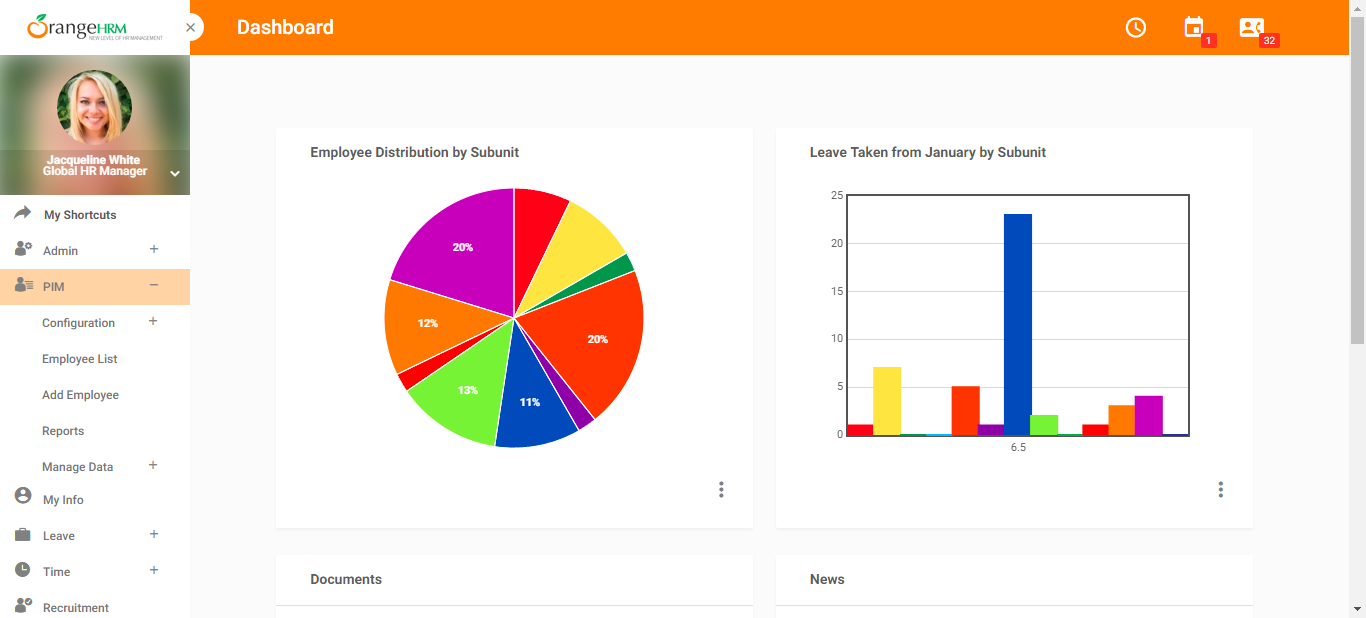 OrangeHRM
NEW LEVEL OF HR MANAGEMENT
Dashboard
1
32
Jacqueline White
Global HR Manager
My Shortcuts
Admin
PIM
Configuration
Employee List
Add Employee
Reports
Manage Data
My Info
Leave
Time
Recruitment
Employee Distribution by Subunit
20%
20%
12%
13%
11%
Leave Taken from January by Subunit
25
20
15
10
5
0
6.5
Documents
News